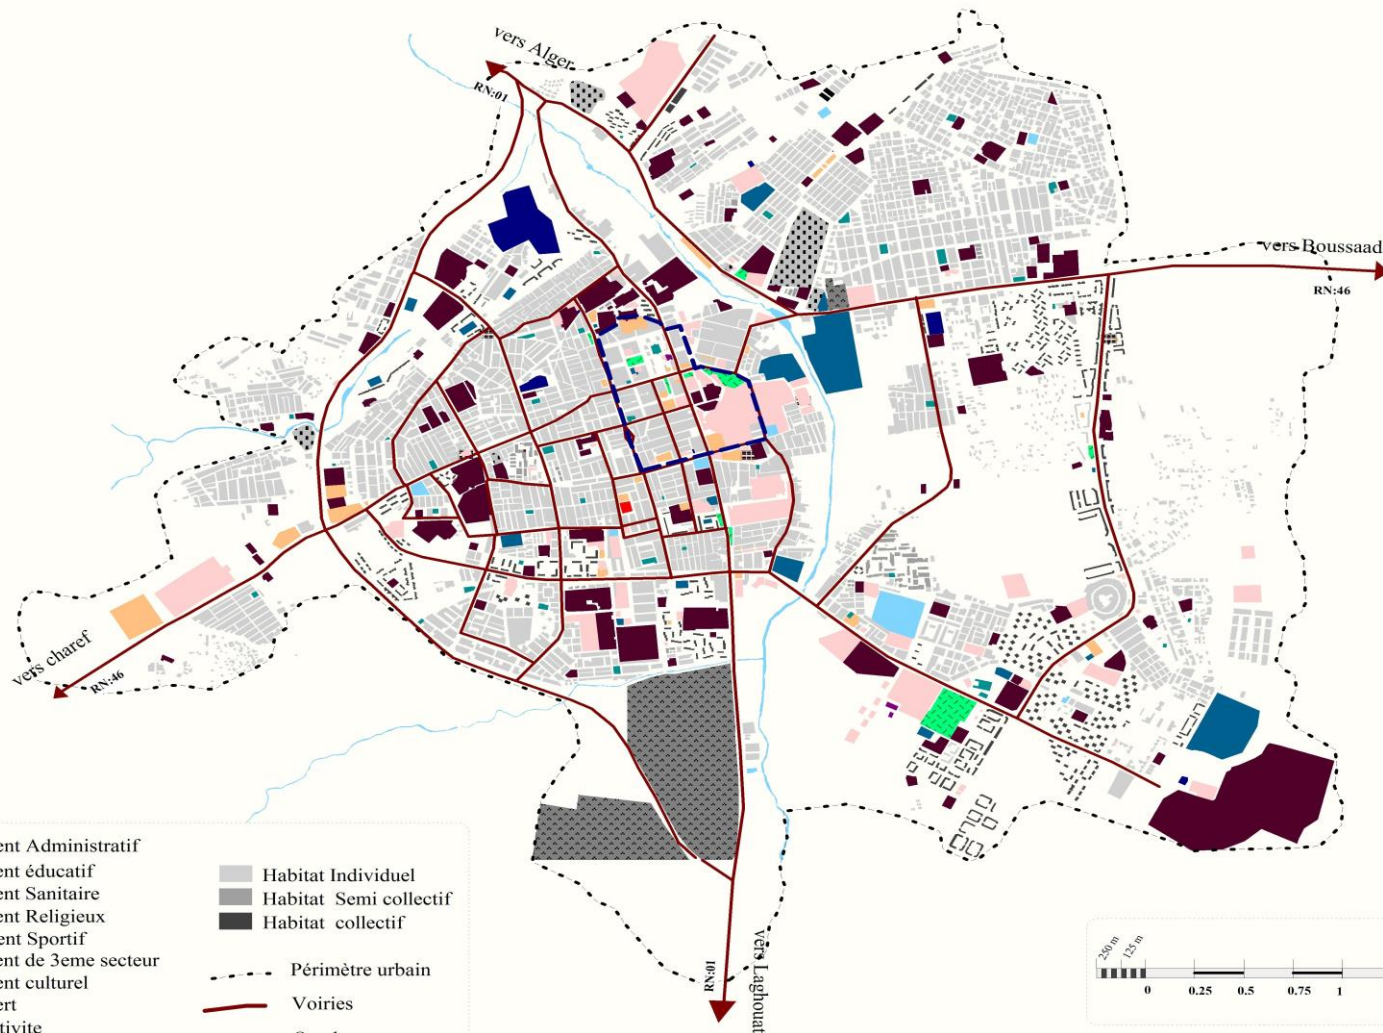 vers Alger
RN:01
vers Boussaad
RN:46
vers charef
RN:46
RN:01
vers Laghouat
ent Administratif
ent éducatif
ent Sanitaire
ent Religieux
ent Sportif
ent de 3eme secteur
ent culturel
ert
tivite
Habitat Individuel
Habitat Semi collectif
Habitat collectif
Périmètre urbain
Voiries
250 m
125 m
0 0.25 0.5 0.75 1